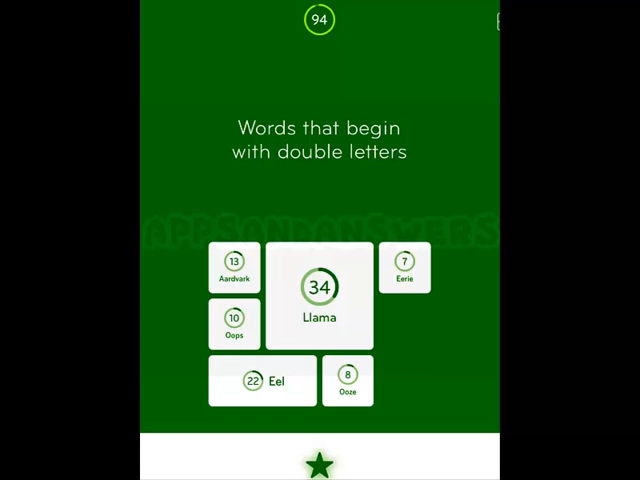 94
Words that begin
with double letters
APPSANDANSWERS
13
Aardvark
34
Llama
7
Eerie
10
Oops
22 Eel
8
Ooze